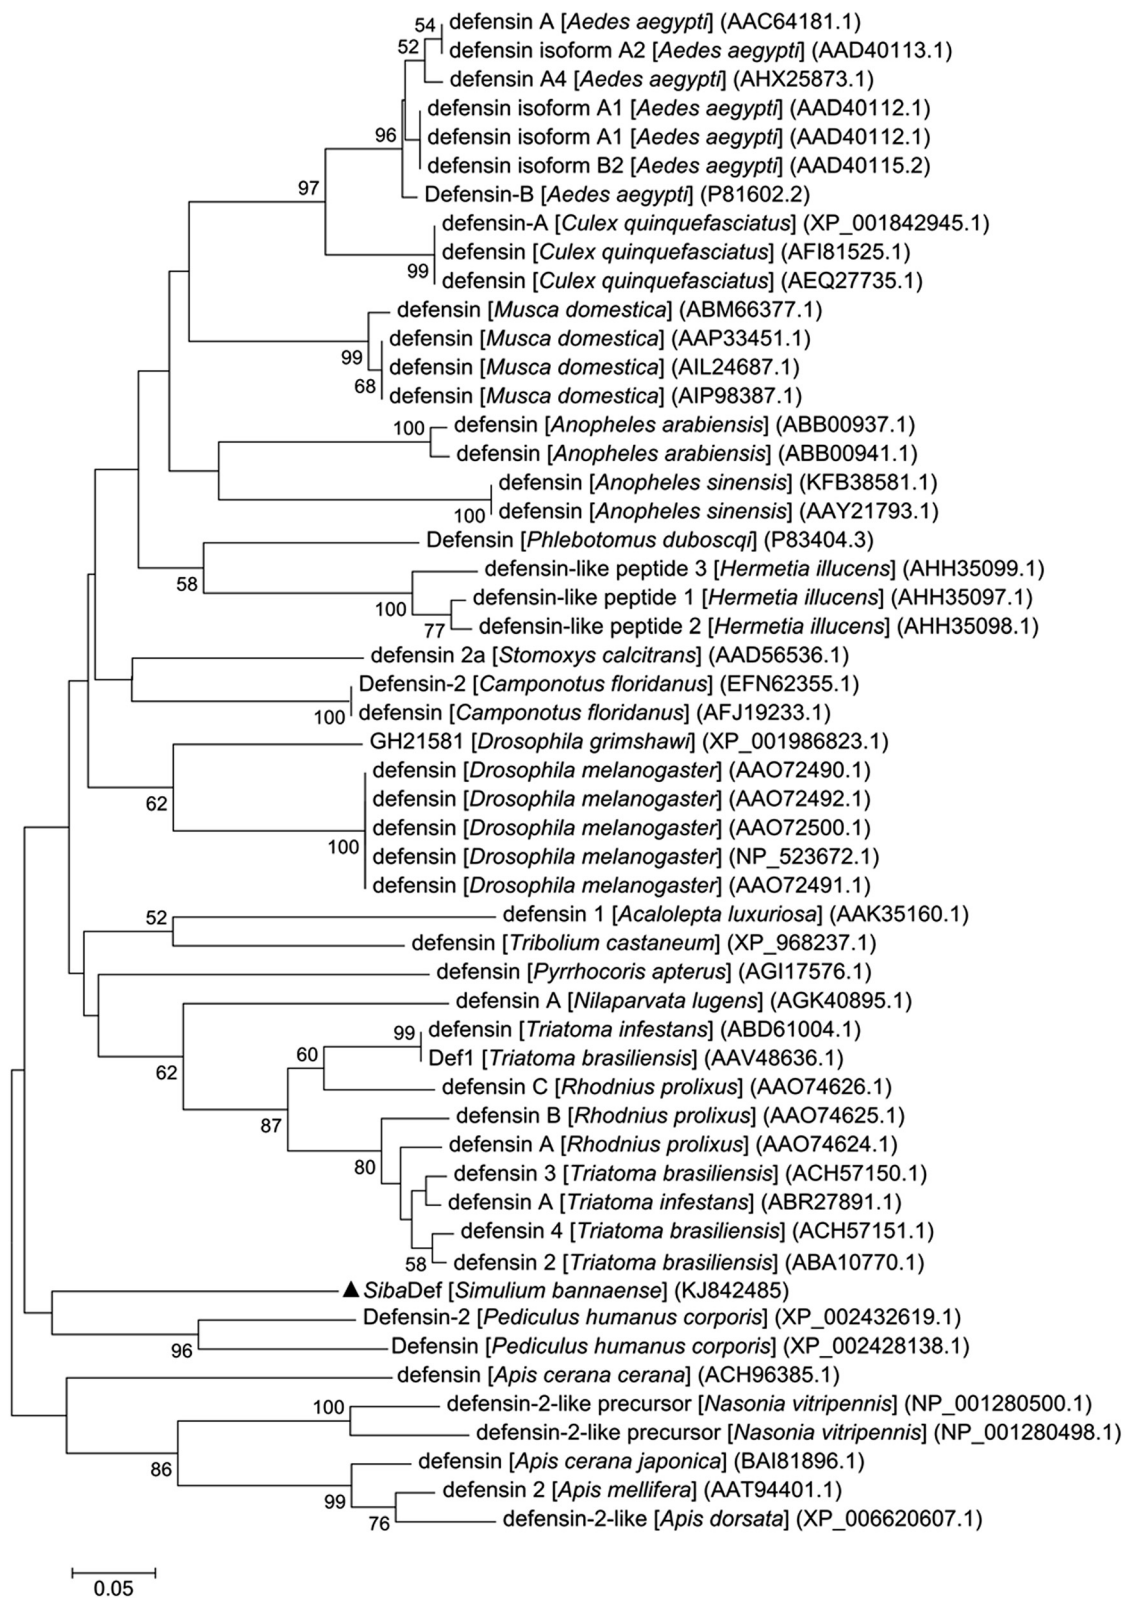 54
defensin A [Aedes aegypti] (AAC64181.1)
52
defensin isoform A2 [Aedes aegypti] (AAD40113.1)
defensin A4 [Aedes aegypti] (AHX25873.1)
defensin isoform A1 [Aedes aegypti] (AAD40112.1)
96
defensin isoform A1 [Aedes aegypti] (AAD40112.1)
defensin isoform B2 [Aedes aegypti] (AAD40115.2)
97
Defensin-B [Aedes aegypti] (P81602.2)
defensin-A [Culex quinquefasciatus] (XP_001842945.1)
defensin [Culex quinquefasciatus] (AFI81525.1)
99
defensin [Culex quinquefasciatus] (AEQ27735.1)
defensin [Musca domestica] (ABM66377.1)
defensin [Musca domestica] (AAP33451.1)
99
defensin [Musca domestica] (AIL24687.1)
68
defensin [Musca domestica] (AIP98387.1)
100
defensin [Anopheles arabiensis] (ABB00937.1)
defensin [Anopheles arabiensis] (ABB00941.1)
defensin [Anopheles sinensis] (KFB38581.1)
100
defensin [Anopheles sinensis] (AAY21793.1)
Defensin [Phlebotomus duboscqi] (P83404.3)
58
defensin-like peptide 3 [Hermetia illucens] (AHH35099.1)
100
defensin-like peptide 1 [Hermetia illucens] (AHH35097.1)
77
defensin-like peptide 2 [Hermetia illucens] (AHH35098.1)
defensin 2a [Stomoxys calcitrans] (AAD56536.1)
Defensin-2 [Camponotus floridanus] (EFN62355.1)
100
defensin [Camponotus floridanus] (AFJ19233.1)
GH21581 [Drosophila grimshawi] (XP_001986823.1)
defensin [Drosophila melanogaster] (AAO72490.1)
62
defensin [Drosophila melanogaster] (AAO72492.1)
defensin [Drosophila melanogaster] (AAO72500.1)
100
defensin [Drosophila melanogaster] (NP_523672.1)
defensin [Drosophila melanogaster] (AAO72491.1)
52
defensin 1 [Acalolepta luxuriosa] (AAK35160.1)
defensin [Tribolium castaneum] (XP_968237.1)
defensin [Pyrrhocoris apterus] (AGI17576.1)
defensin A [Nilaparvata lugens] (AGK40895.1)
99
defensin [Triatoma infestans] (ABD61004.1)
60
Def1 [Triatoma brasiliensis] (AAV48636.1)
62
defensin C [Rhodnius prolixus] (AAO74626.1)
87
defensin B [Rhodnius prolixus] (AAO74625.1)
defensin A [Rhodnius prolixus] (AAO74624.1)
80
defensin 3 [Triatoma brasiliensis] (ACH57150.1)
defensin A [Triatoma infestans] (ABR27891.1)
defensin 4 [Triatoma brasiliensis] (ACH57151.1)
58
defensin 2 [Triatoma brasiliensis] (ABA10770.1)
▲SibaDef [Simulium bannaense] (KJ842485)
Defensin-2 [Pediculus humanus corporis] (XP_002432619.1)
96
Defensin [Pediculus humanus corporis] (XP_002428138.1)
defensin [Apis cerana cerana] (ACH96385.1)
100
defensin-2-like precursor [Nasonia vitripennis] (NP_001280500.1)
defensin-2-like precursor [Nasonia vitripennis] (NP_001280498.1)
86
defensin [Apis cerana japonica] (BAI81896.1)
99
defensin 2 [Apis mellifera] (AAT94401.1)
76
defensin-2-like [Apis dorsata] (XP_006620607.1)
0.05